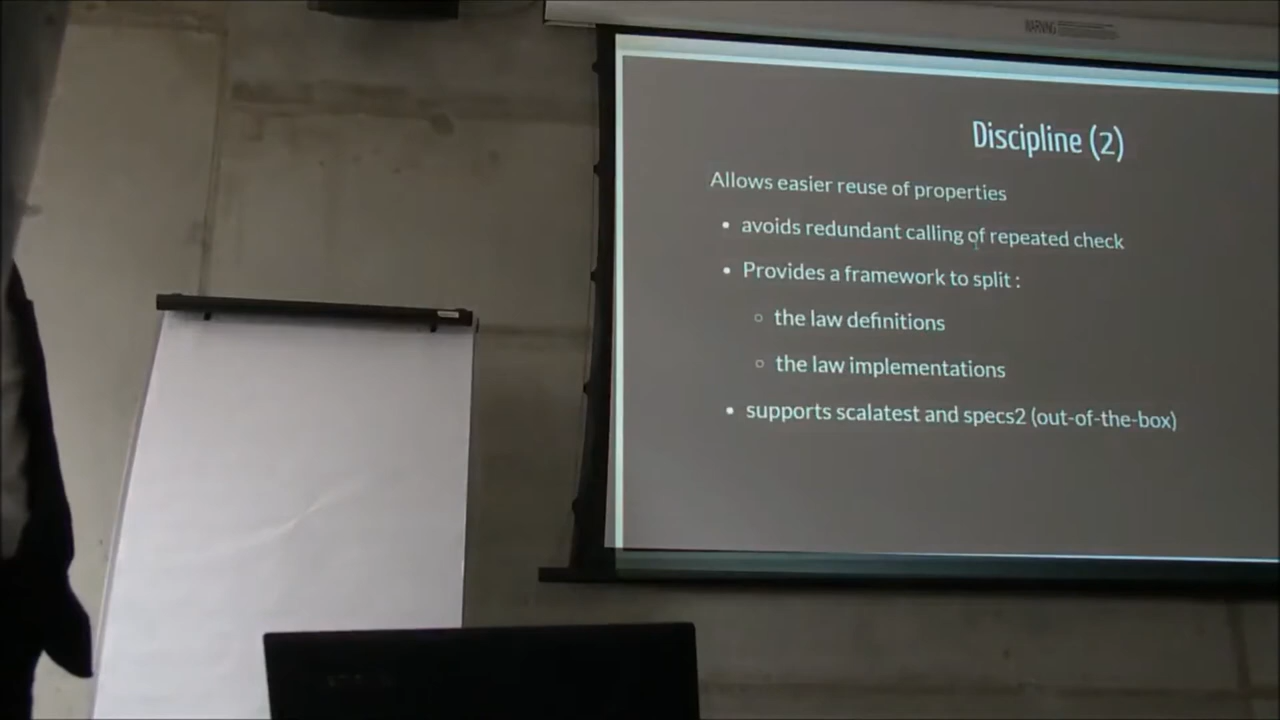 WARNING
Discipline (2)
Allows easier reuse of properties
• avoids redundant calling of repeated check
• Provides a framework to split :
○ the law definitions
○ the law implementations
• supports scalatest and specs2 (out-of-the-box)